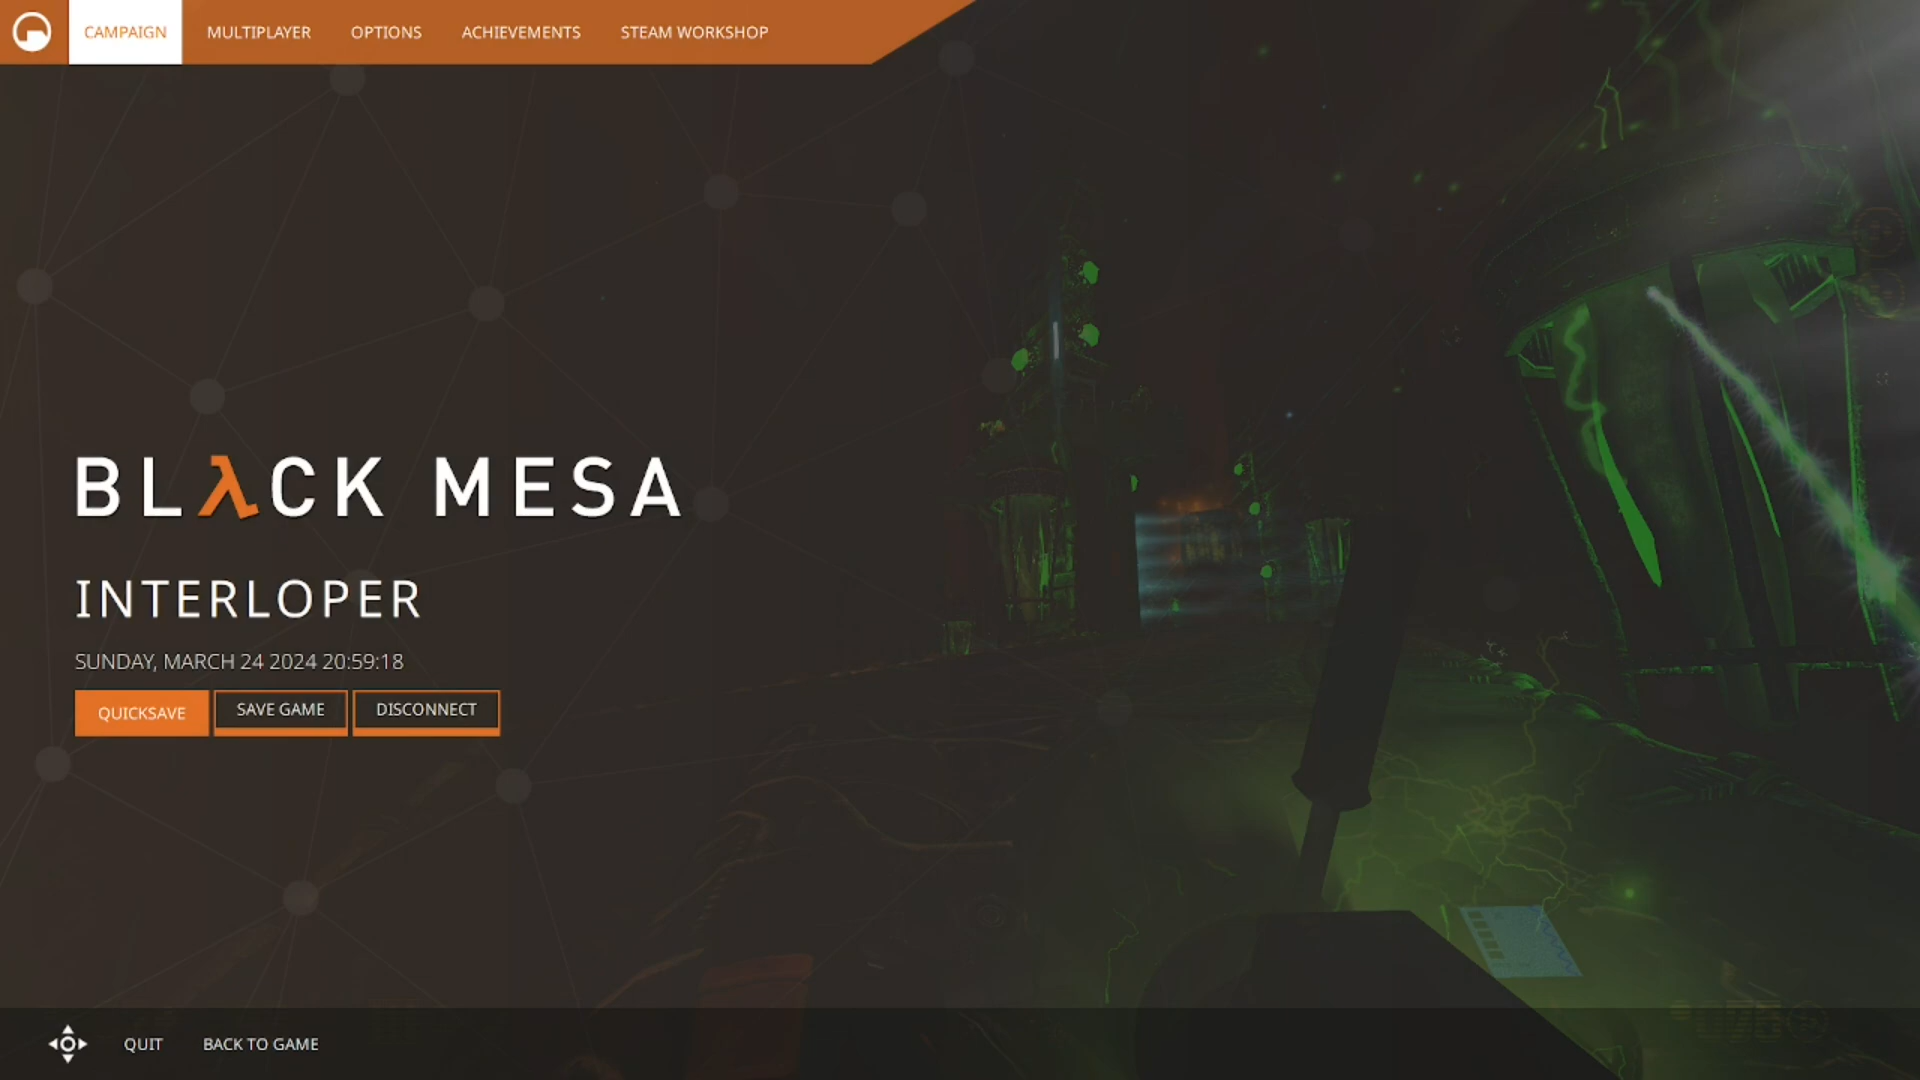 CAMPAIGN MULTIPLAYER OPTIONS ACHIEVEMENTS STEAM WORKSHOP
BLλCK MESA
INTERLOPER
SUNDAY, MARCH 24 2024 20:59:18
QUICKSAVE SAVE GAME DISCONNECT
QUIT BACK TO GAME